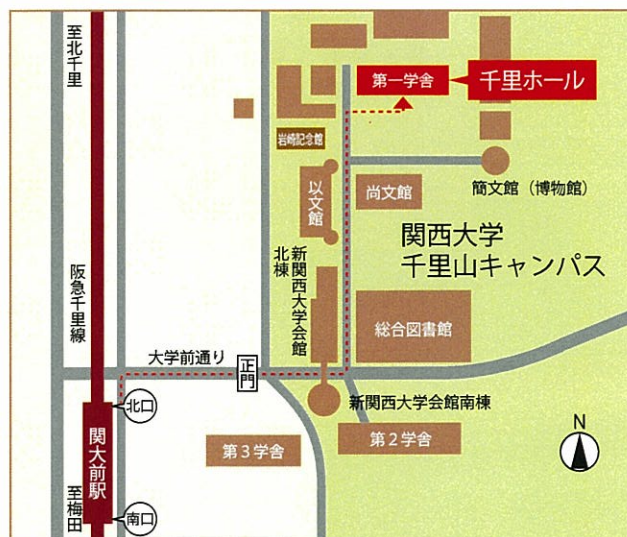 至北千里
第一学舎
千里ホール
岩崎記念館
以文館
尚文館
簡文館（博物館）
関西大学
千里山キャンパス
新関西大学会館
北棟
阪急千里線
総合図書館
大学前通り
正門
北口
新関西大学会館南棟
関大前駅
第３学舎
第２学舎
N
至梅田
南口